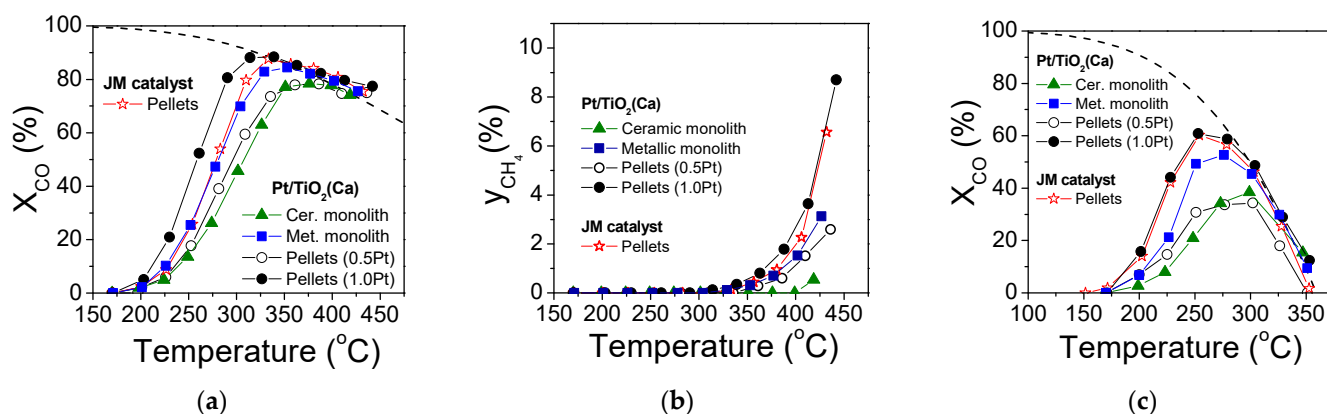 100
80
60
40
20
0
X_CO (%)
JM catalyst
Pellets
Pt/TiO₂(Ca)
Cer. monolith
Met. monolith
Pellets (0.5Pt)
Pellets (1.0Pt)
150 200 250 300 350 400 450
Temperature (°C)
(a)
10
8
6
4
2
0
y_CH₄ (%)
Pt/TiO₂(Ca)
Ceramic monolith
Metallic monolith
Pellets (0.5Pt)
Pellets (1.0Pt)
JM catalyst
Pellets
150 200 250 300 350 400 450
Temperature (°C)
(b)
100
80
60
40
20
0
X_CO (%)
Pt/TiO₂(Ca)
Cer. monolith
Met. monolith
Pellets (0.5Pt)
Pellets (1.0Pt)
JM catalyst
Pellets
100 150 200 250 300 350
Temperature (°C)
(c)